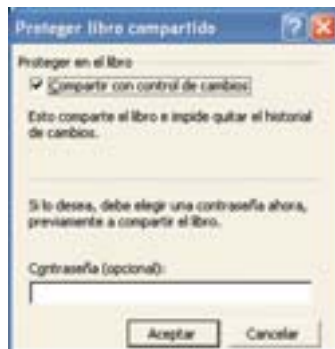 Proteger libro compartido
Proteger en el libro
Compartir con control de cambios
Esto comparte el libro e impide quitar el historial
de cambios.
Si lo desea, debe elegir una contraseña ahora,
previamente a compartir el libro.
Contraseña (opcional):
Aceptar
Cancelar